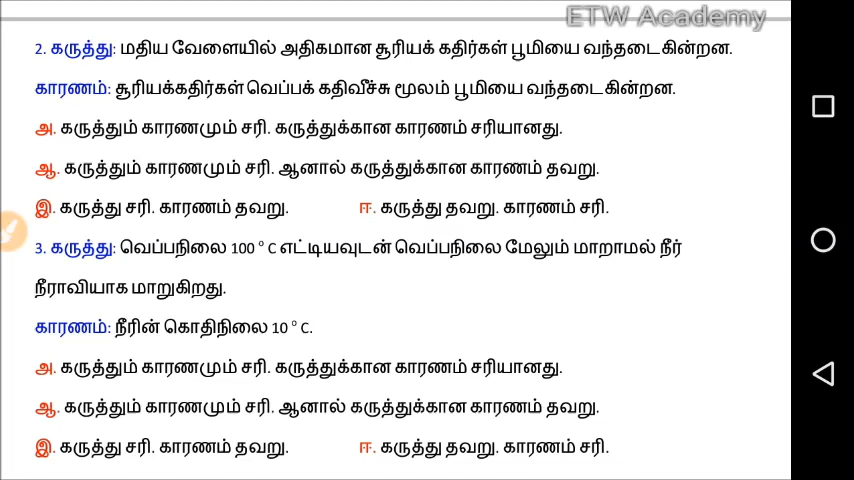 ETW Academy
2. கருத்து: மதிய வேளையில் அதிகமான சூரியக் கதிர்கள் பூமியை வந்தடைகின்றன.
காரணம்: சூரியக்கதிர்கள் வெப்பக் கதிவீச்சு மூலம் பூமியை வந்தடைகின்றன.
அ. கருத்தும் காரணமும் சரி. கருத்துக்கான காரணம் சரியானது.
ஆ. கருத்தும் காரணமும் சரி. ஆனால் கருத்துக்கான காரணம் தவறு.
இ. கருத்து சரி. காரணம் தவறு. ஈ. கருத்து தவறு. காரணம் சரி.
3. கருத்து: வெப்பநிலை 100 ° C எட்டியவுடன் வெப்பநிலை மேலும் மாறாமல் நீர்
நீராவியாக மாறுகிறது.
காரணம்: நீரின் கொதிநிலை 10 ° C.
அ. கருத்தும் காரணமும் சரி. கருத்துக்கான காரணம் சரியானது.
ஆ. கருத்தும் காரணமும் சரி. ஆனால் கருத்துக்கான காரணம் தவறு.
இ. கருத்து சரி. காரணம் தவறு. ஈ. கருத்து தவறு. காரணம் சரி.